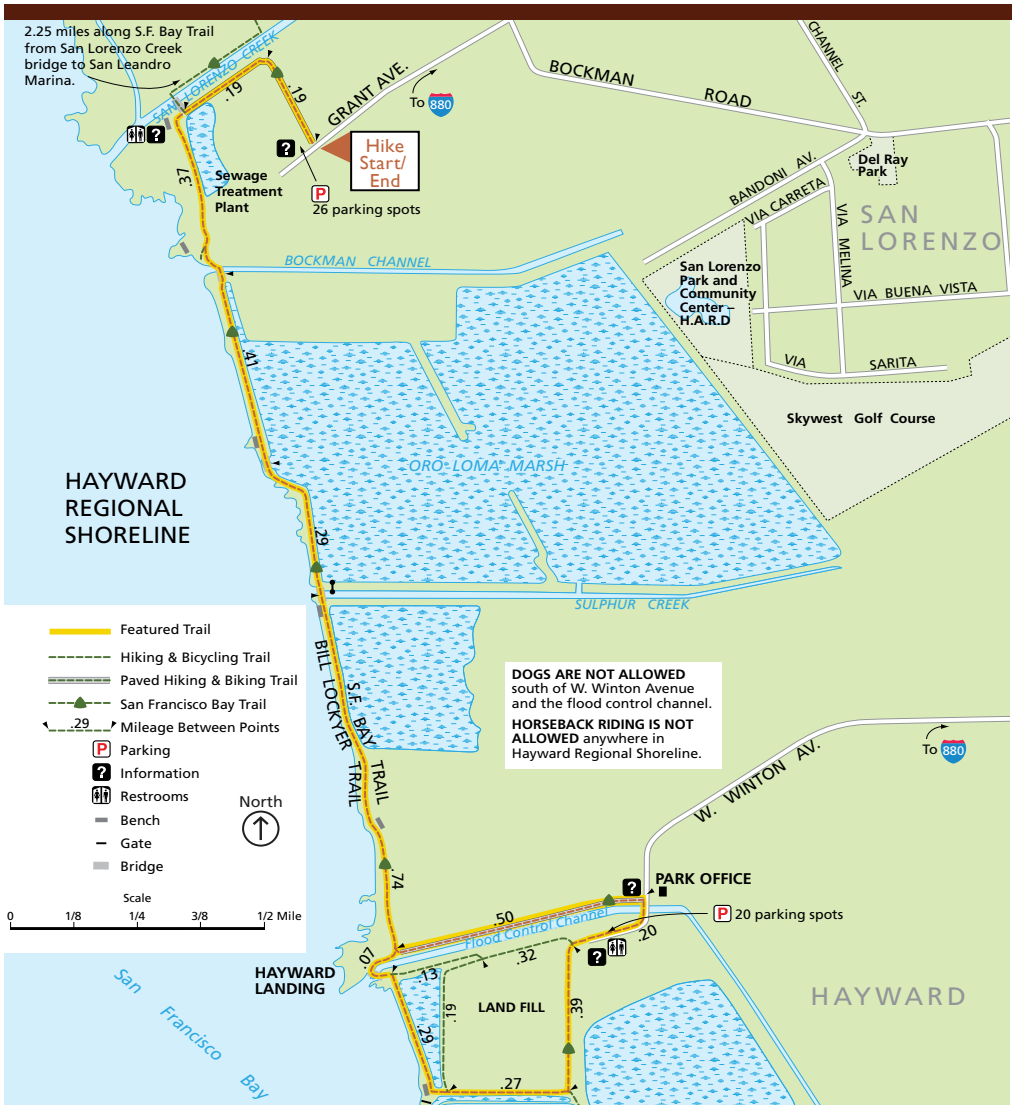 2.25 miles along S.F. Bay Trail
from San Lorenzo Creek
bridge to San Leandro
Marina.
SAN LORENZO CREEK
.19
.19
GRANT AVE.
To 880
BOCKMAN ROAD
CHANNEL ST.
?
?
Hike
Start/
End
P
26 parking spots
Sewage
Treatment
Plant
.37
Del Ray
Park
BANDONI AV.
VIA CARRETA
VIA MELINA
SAN
LORENZO
BOCKMAN CHANNEL
San Lorenzo
Park and
Community
Center –
H.A.R.D
VIA BUENA VISTA
VIA SARITA
.41
Skywest Golf Course
ORO LOMA MARSH
HAYWARD
REGIONAL
SHORELINE
.29
SULPHUR CREEK
Featured Trail
Hiking & Bicycling Trail
Paved Hiking & Biking Trail
San Francisco Bay Trail
.29 Mileage Between Points
P Parking
? Information
Restrooms
Bench
Gate
Bridge
North
Scale
0 1/8 1/4 3/8 1/2 Mile
S.F. BAY TRAIL
BILL LOCKYER TRAIL
DOGS ARE NOT ALLOWED
south of W. Winton Avenue
and the flood control channel.
HORSEBACK RIDING IS NOT
ALLOWED anywhere in
Hayward Regional Shoreline.
To 880
W. WINTON AV.
.74
?
PARK OFFICE
.50
Flood Control Channel
P 20 parking spots
.20
?
.07
HAYWARD
LANDING
.13
.32
.19
LAND FILL
.39
.29
.27
HAYWARD
San Francisco Bay